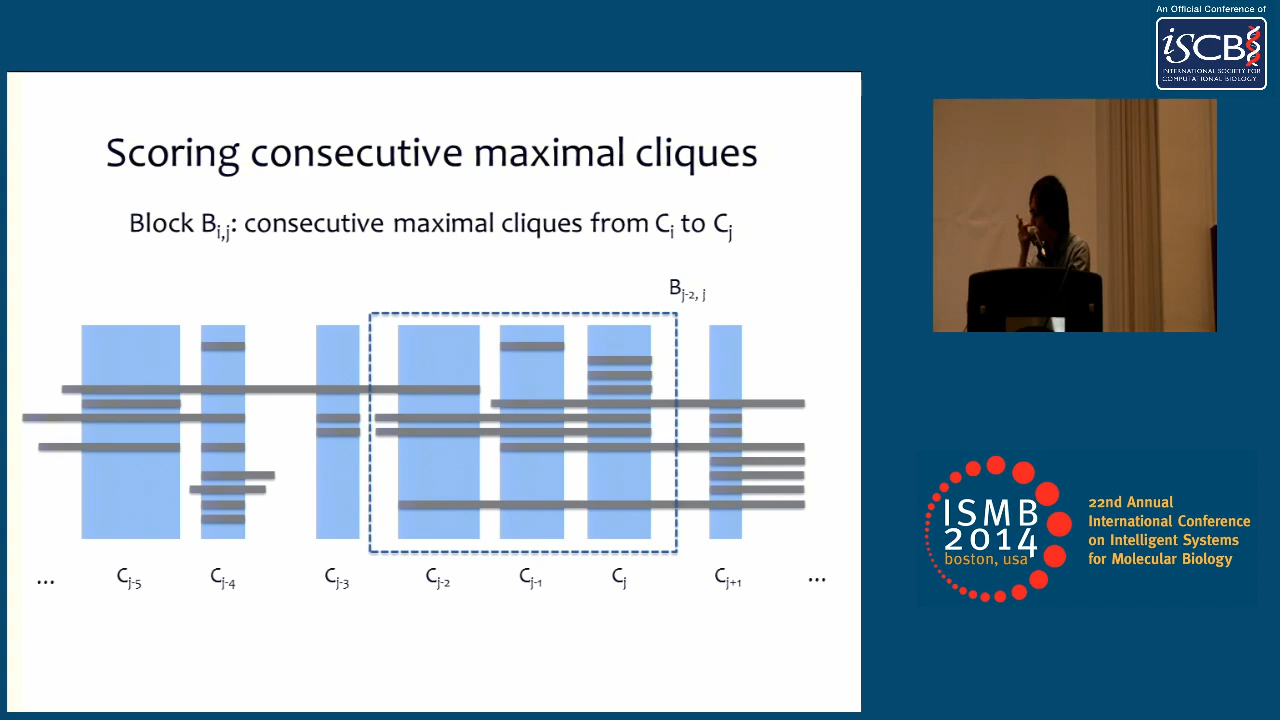 An Official Conference of
iSCB
INTERNATIONAL SOCIETY FOR
COMPUTATIONAL BIOLOGY
Scoring consecutive maximal cliques
Block Bi,j: consecutive maximal cliques from Ci to Cj
Bj-2, j
... Cj-5 Cj-4 Cj-3 Cj-2 Cj-1 Cj Cj+1 ...
ISMB
2014
boston, usa
22nd Annual
International Conference
on Intelligent Systems
for Molecular Biology